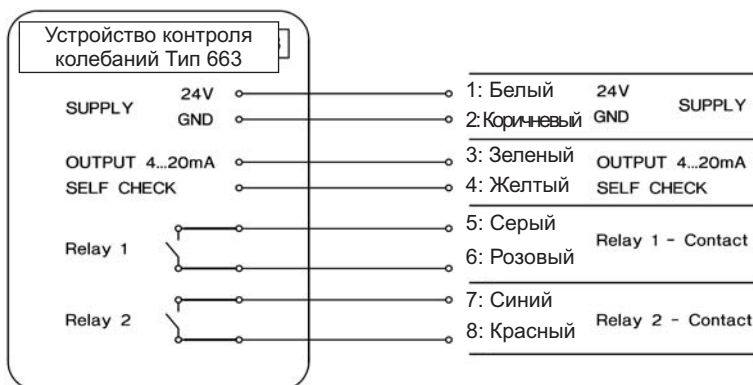 Устройство контроля
колебаний Тип 663
SUPPLY
24V
GND
OUTPUT 4...20mA
SELF CHECK
Relay 1
Relay 2
1: Белый
24V
SUPPLY
2: Коричневый
GND
3: Зеленый
OUTPUT 4...20mA
4: Желтый
SELF CHECK
5: Серый
Relay 1 - Contact
6: Розовый
7: Синий
Relay 2 - Contact
8: Красный